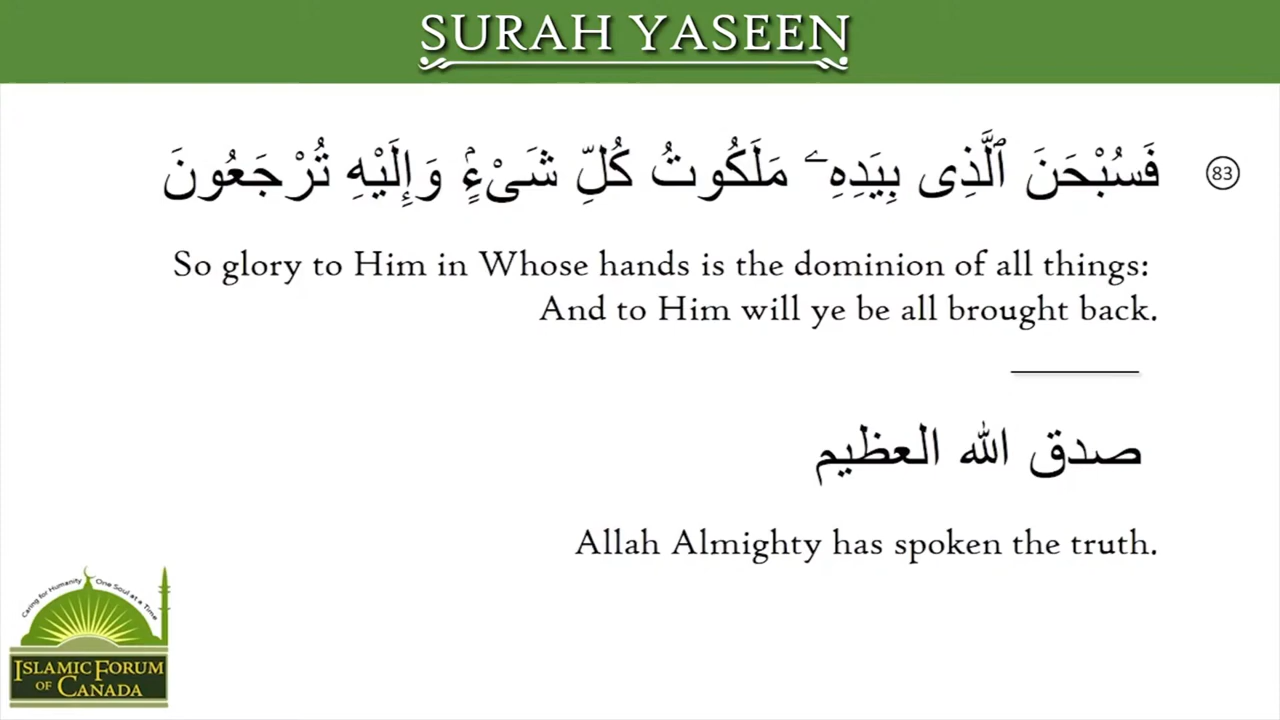 SURAH YASEEN
فَسُبْحَنَ ٱلَّذِى بِيَدِهِۦ مَلَكُوتُ كُلِّ شَىْءٍۢ وَإِلَيْهِ تُرْجَعُونَ 83
So glory to Him in Whose hands is the dominion of all things:
And to Him will ye be all brought back.
صدق الله العظيم
Allah Almighty has spoken the truth.
Caring for Humanity One Soul at a Time
ISLAMIC FORUM
OF CANADA